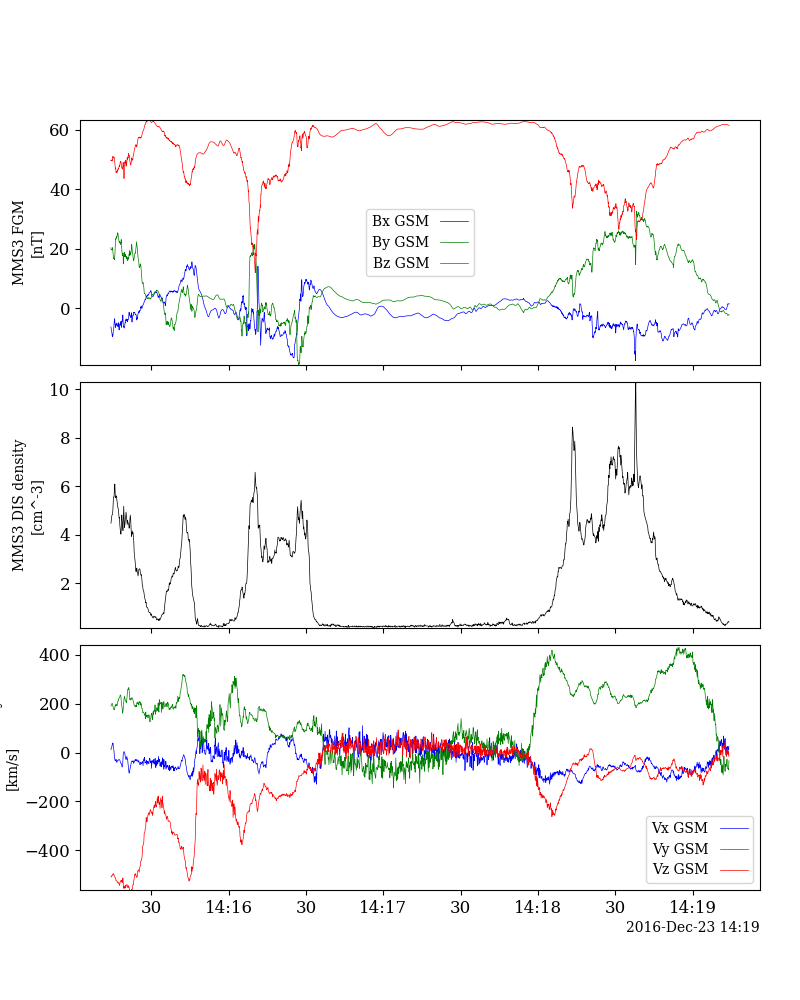 MMS3 FGM
[nT]
60
40
20
0
Bx GSM
By GSM
Bz GSM
MMS3 DIS density
[cm^-3]
10
8
6
4
2
[km/s]
400
200
0
−200
−400
Vx GSM
Vy GSM
Vz GSM
30 14:16 30 14:17 30 14:18 30 14:19
2016-Dec-23 14:19